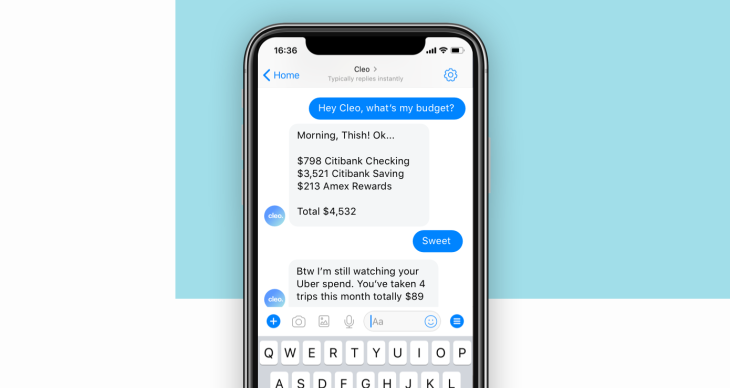 16:36
Home
Cleo >
Typically replies instantly
Hey Cleo, what's my budget?
Morning, Thish! Ok...
$798 Citibank Checking
$3,521 Citibank Saving
$213 Amex Rewards
Total $4,532
cleo.
Sweet
Btw I'm still watching your
Uber spend. You've taken 4
trips this month totally $89
cleo.
Aa
Q W E R T Y U I O P
A S D F G H J K L